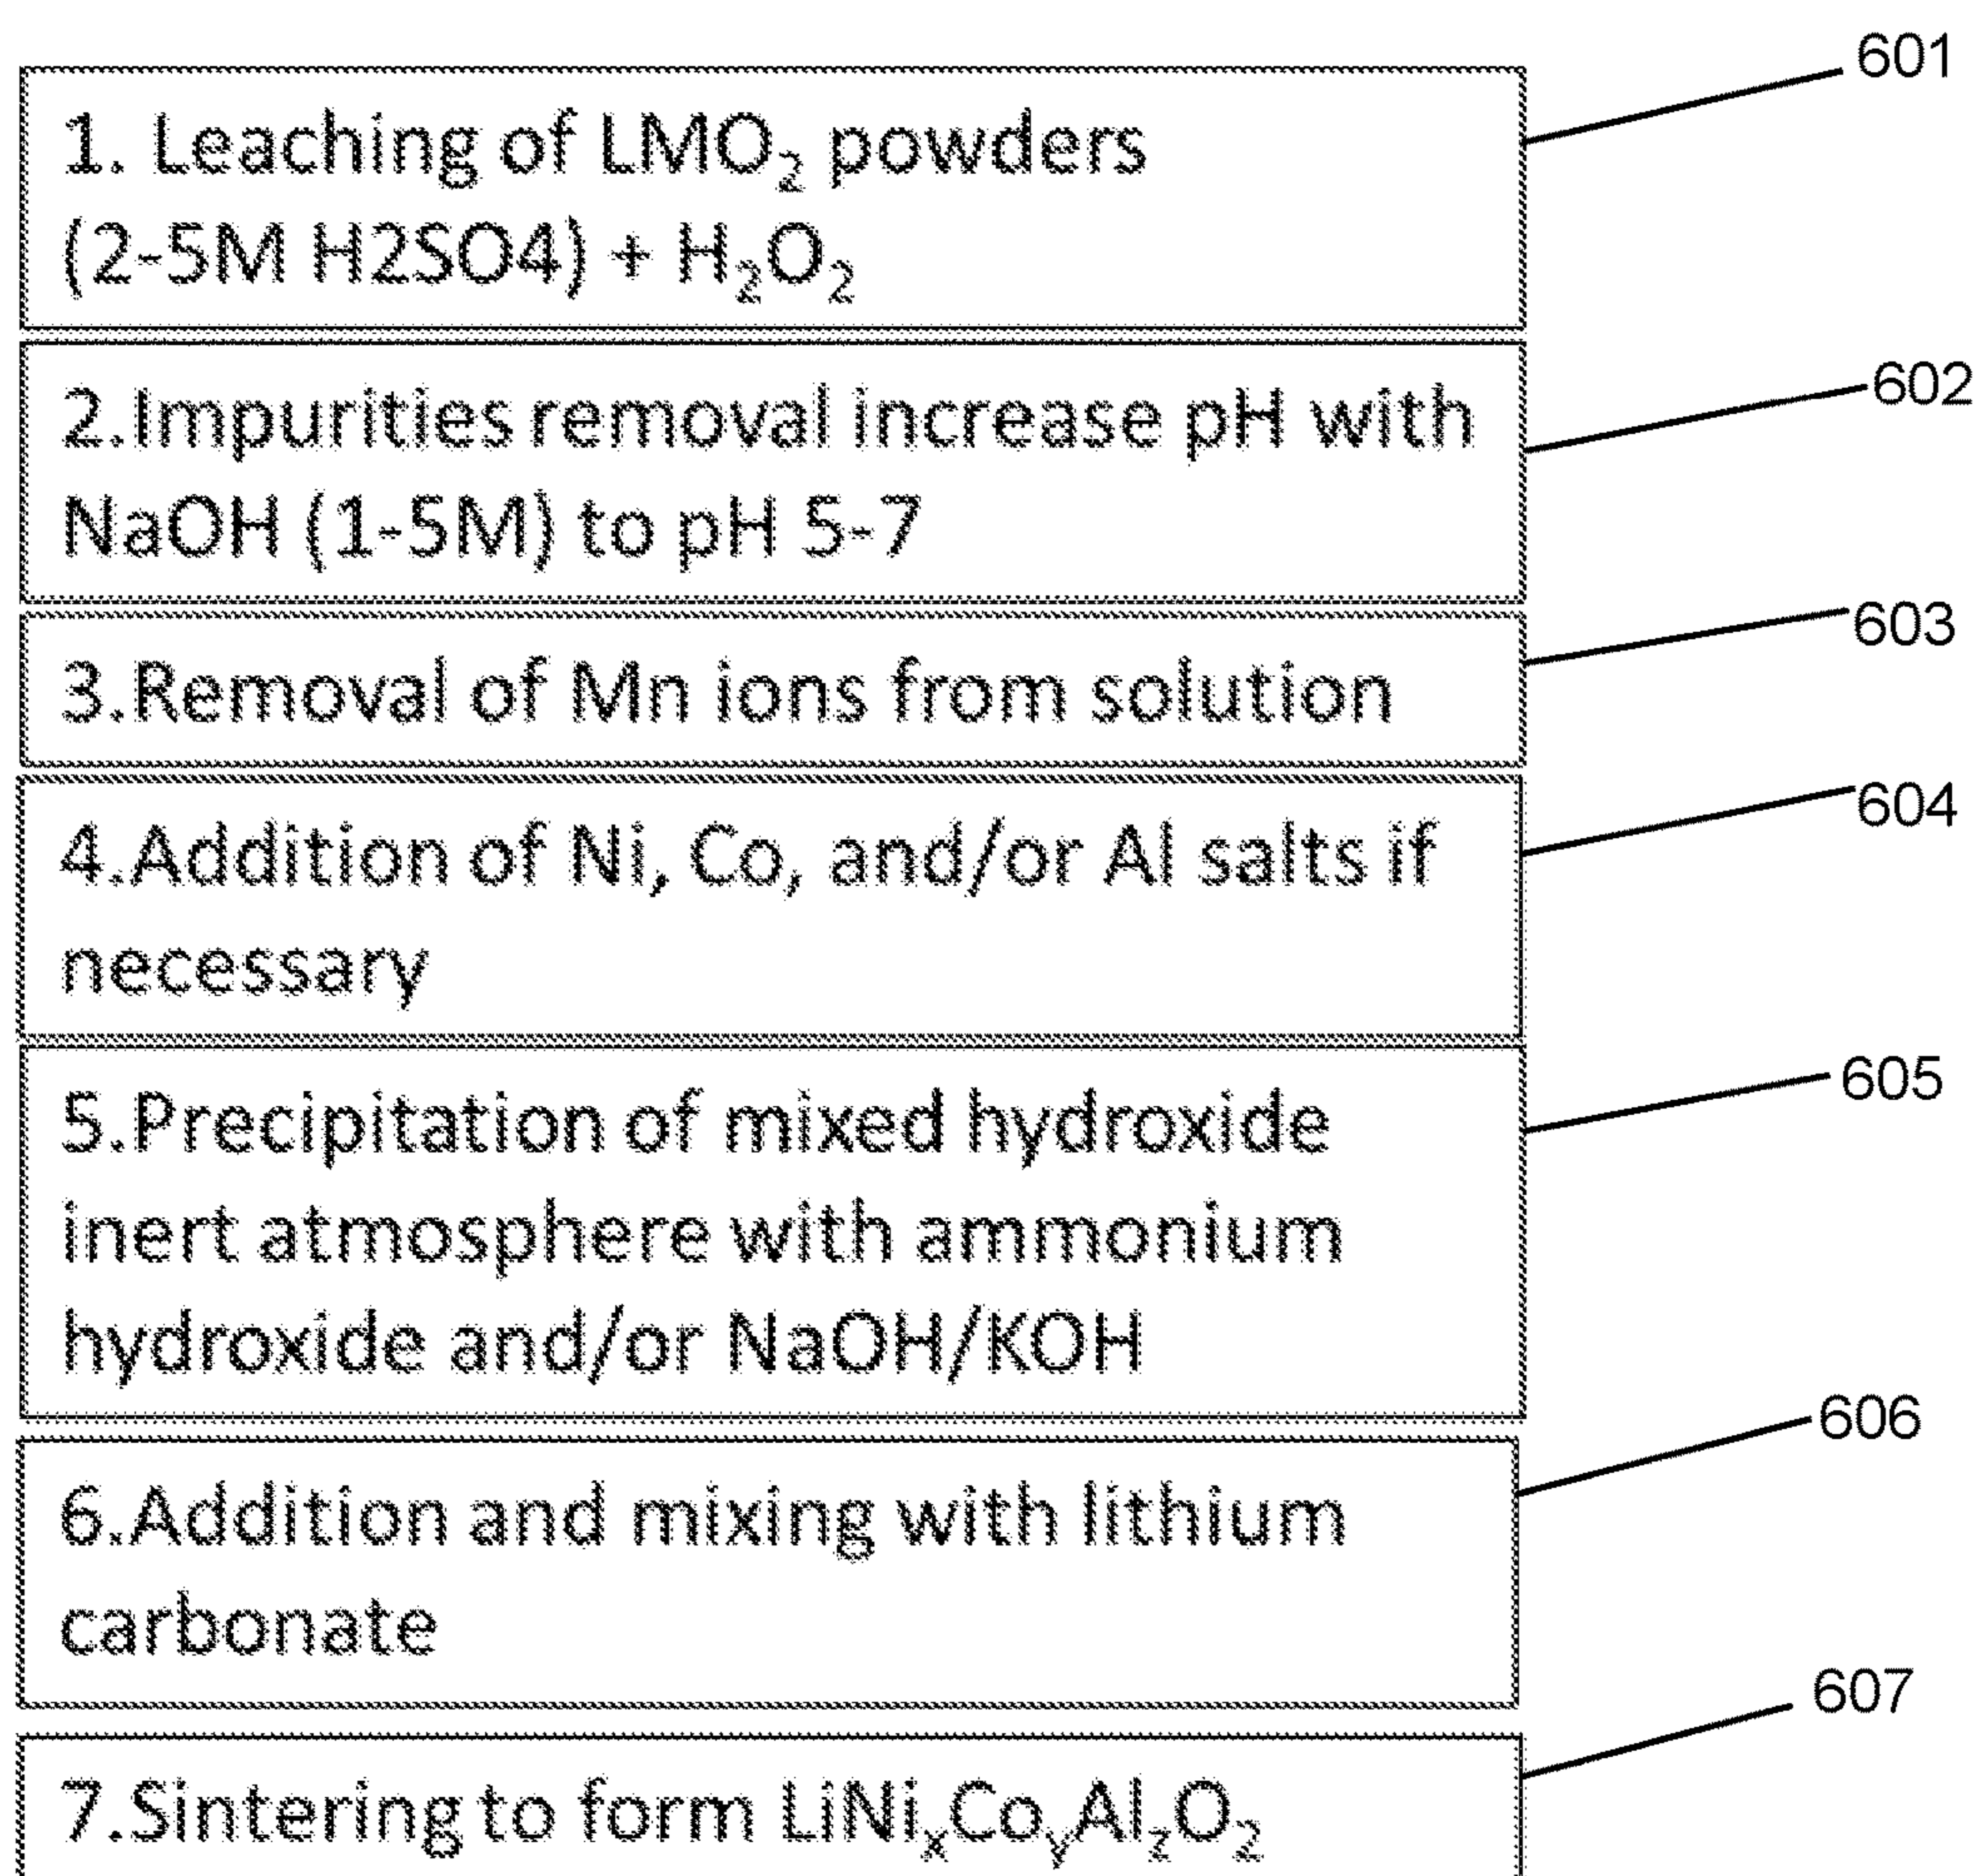 601
1. Leaching of LMO₂ powders
(2-5M H2SO4) + H₂O₂
602
2.Impurities removal increase pH with
NaOH (1-5M) to pH 5-7
603
3.Removal of Mn ions from solution
604
4.Addition of Ni, Co, and/or Al salts if
necessary
605
5.Precipitation of mixed hydroxide
inert atmosphere with ammonium
hydroxide and/or NaOH/KOH
606
6.Addition and mixing with lithium
carbonate
607
7.Sintering to form LiNiₓCoᵧAl₂O₂